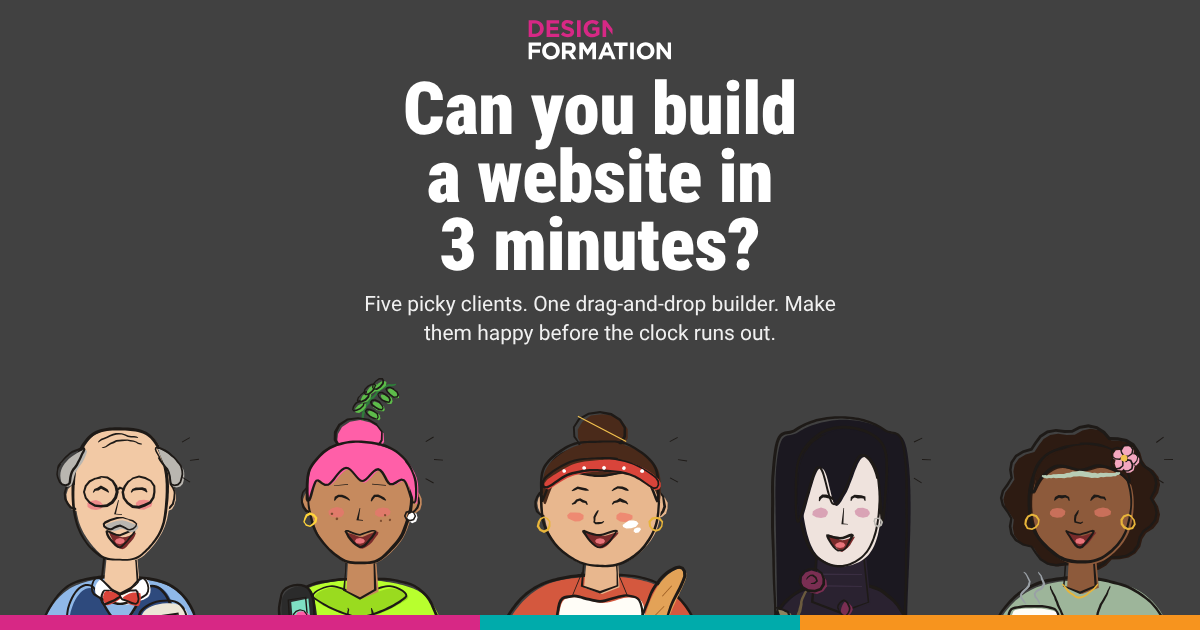 DESIGN
FORMATION
Can you build
a website in
3 minutes?
Five picky clients. One drag-and-drop builder. Make
them happy before the clock runs out.